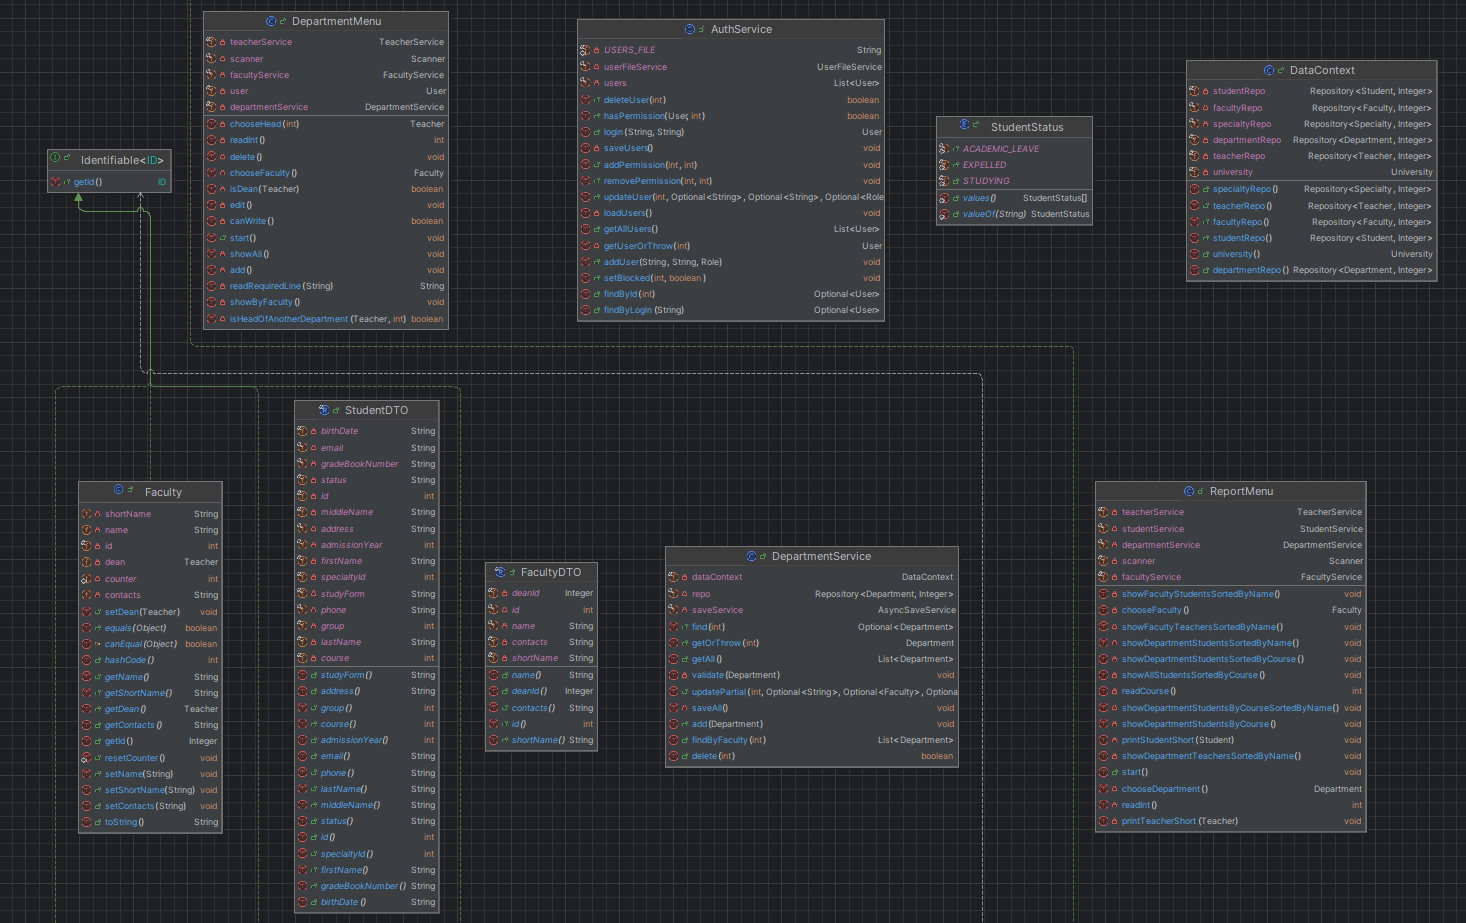 DepartmentMenu
teacherService TeacherService
scanner Scanner
facultyService FacultyService
user User
departmentService DepartmentService
chooseHead(int) Teacher
readInt() int
delete() void
chooseFaculty() Faculty
isDean(Teacher) boolean
edit() void
canWrite() boolean
start() void
showAll() void
add() void
readRequiredLine(String) String
showByFaculty() void
isHeadOfAnotherDepartment(Teacher, int) boolean
AuthService
USERS_FILE String
userFileService UserFileService
users List<User>
deleteUser(int) boolean
hasPermission(User, int) boolean
login(String, String) User
saveUsers() void
addPermission(int, int) void
removePermission(int, int) void
updateUser(int, Optional<String>, Optional<String>, Optional<Role
loadUsers() void
getAllUsers() List<User>
getUserOrThrow(int) User
addUser(String, String, Role) void
setBlocked(int, boolean) void
findById(int) Optional<User>
findByLogin(String) Optional<User>
DataContext
studentRepo Repository<Student, Integer>
facultyRepo Repository<Faculty, Integer>
specialtyRepo Repository<Specialty, Integer>
departmentRepo Repository<Department, Integer>
teacherRepo Repository<Teacher, Integer>
university University
specialtyRepo() Repository<Specialty, Integer>
teacherRepo() Repository<Teacher, Integer>
facultyRepo() Repository<Faculty, Integer>
studentRepo() Repository<Student, Integer>
university() University
departmentRepo() Repository<Department, Integer>
StudentStatus
ACADEMIC_LEAVE
EXPELLED
STUDYING
values() StudentStatus[]
valueOf(String) StudentStatus
Identifiable<ID>
getId() ID
StudentDTO
birthDate String
email String
gradeBookNumber String
status String
id int
middleName String
address String
admissionYear int
firstName String
specialtyId int
studyForm String
phone String
group int
lastName String
course int
studyForm() String
address() String
group() int
course() int
admissionYear() int
email() String
phone() String
lastName() String
middleName() String
status() String
id() int
specialtyId() int
firstName() String
gradeBookNumber() String
birthDate() String
Faculty
shortName String
name String
id int
dean Teacher
counter int
contacts String
setDean(Teacher) void
equals(Object) boolean
canEqual(Object) boolean
hashCode() int
getName() String
getShortName() String
getDean() Teacher
getContacts() String
getId() Integer
resetCounter() void
setName(String) void
setShortName(String) void
setContacts(String) void
toString() String
FacultyDTO
deanId Integer
id int
name String
contacts String
shortName String
name() String
deanId() Integer
contacts() String
id() int
shortName() String
DepartmentService
dataContext DataContext
repo Repository<Department, Integer>
saveService AsyncSaveService
find(int) Optional<Department>
getOrThrow(int) Department
getAll() List<Department>
validate(Department) void
updatePartial(int, Optional<String>, Optional<Faculty>, Optiona
saveAll() void
add(Department) void
findByFaculty(int) List<Department>
delete(int) boolean
ReportMenu
teacherService TeacherService
studentService StudentService
departmentService DepartmentService
scanner Scanner
facultyService FacultyService
showFacultyStudentsSortedByName() void
chooseFaculty() Faculty
showFacultyTeachersSortedByName() void
showDepartmentStudentsSortedByName() void
showDepartmentStudentsSortedByCourse() void
showAllStudentsSortedByCourse() void
readCourse() int
showDepartmentStudentsByCourseSortedByName() void
showDepartmentStudentsByCourse() void
printStudentShort(Student) void
showDepartmentTeachersSortedByName() void
start() void
chooseDepartment() Department
readInt() int
printTeacherShort(Teacher) void